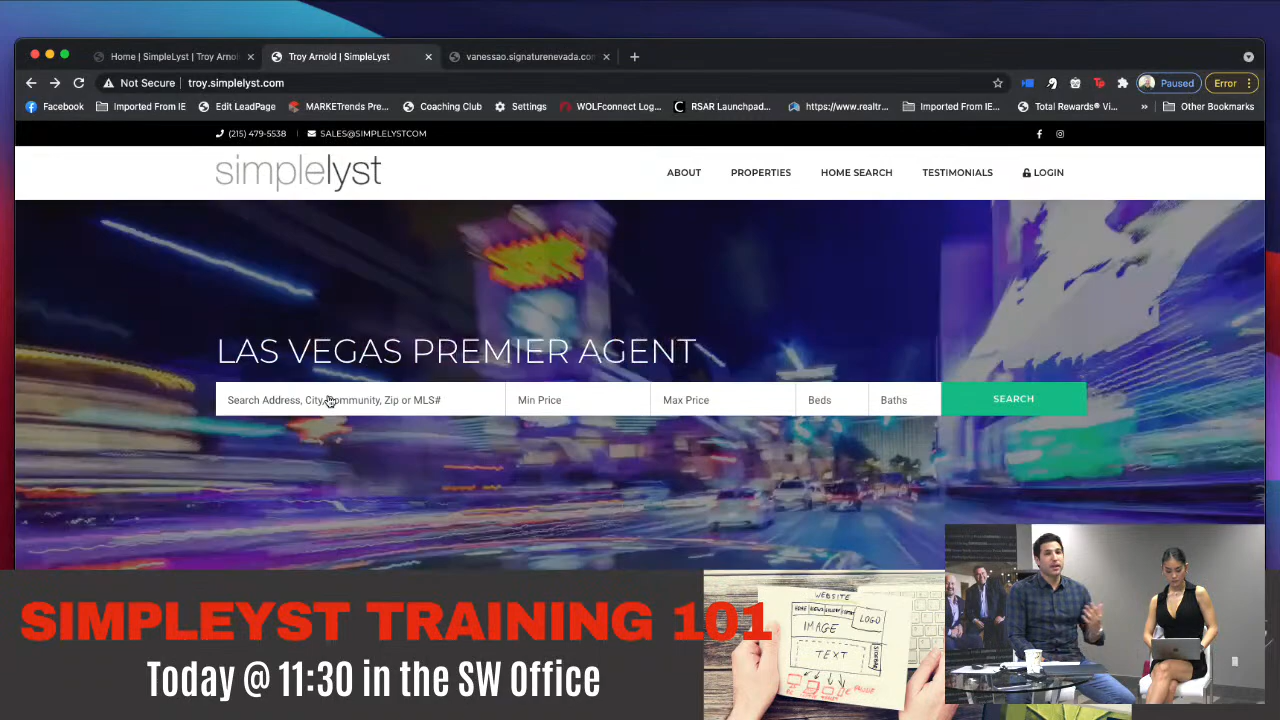 Home | SimpleLyst | Troy Arnol
Troy Arnold | SimpleLyst
vanessao.signaturenevada.con
Not Secure | troy.simplelyst.com
Paused
Error
Facebook
Imported From IE
Edit LeadPage
MARKETrends Pre...
Coaching Club
Settings
WOLFconnect Log...
RSAR Launchpad...
https://www.realtr...
Imported From IE...
Total Rewards® Vi...
»
Other Bookmarks
(215) 479-5538 | SALES@SIMPLELYSTCOM
simplelyst
ABOUT
PROPERTIES
HOME SEARCH
TESTIMONIALS
LOGIN
LAS VEGAS PREMIER AGENT
Search Address, City, Community, Zip or MLS#
Min Price
Max Price
Beds
Baths
SEARCH
SIMPLEYST TRAINING 101
Today @ 11:30 in the SW Office
WEBSITE
LOGO
IMAGE
TEXT